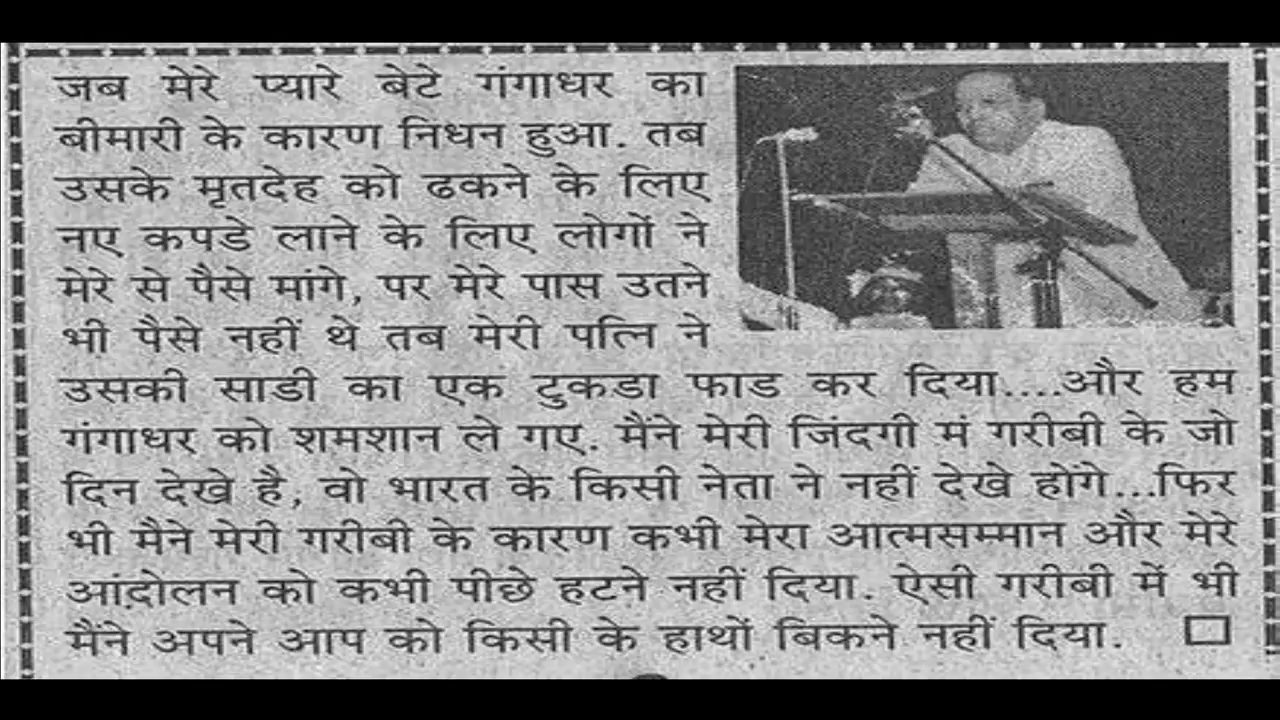 जब मेरे प्यारे बेटे गंगाधर का
बीमारी के कारण निधन हुआ. तब
उसके मृतदेह को ढकने के लिए
नए कपडे लाने के लिए लोगों ने
मेरे से पैसे मांगे, पर मेरे पास उतने
भी पैसे नहीं थे तब मेरी पत्नि ने
उसकी साडी का एक टुकडा फाड कर दिया....और हम
गंगाधर को शमशान ले गए. मैंने मेरी जिंदगी मं गरीबी के जो
दिन देखे है, वो भारत के किसी नेता ने नहीं देखे होंगे...फिर
भी मैने मेरी गरीबी के कारण कभी मेरा आत्मसम्मान और मेरे
आंदोलन को कभी पीछे हटने नहीं दिया. ऐसी गरीबी में भी
मैंने अपने आप को किसी के हाथों बिकने नहीं दिया.